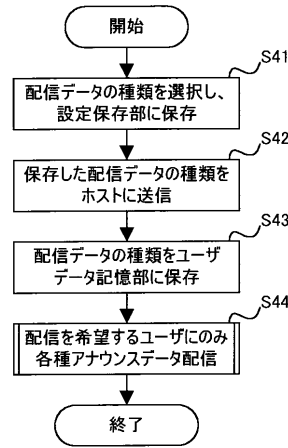 開始
S41
配信データの種類を選択し、
設定保存部に保存
S42
保存した配信データの種類を
ホストに送信
S43
配信データの種類をユーザ
データ記憶部に保存
S44
配信を希望するユーザにのみ
各種アナウンスデータ配信
終了